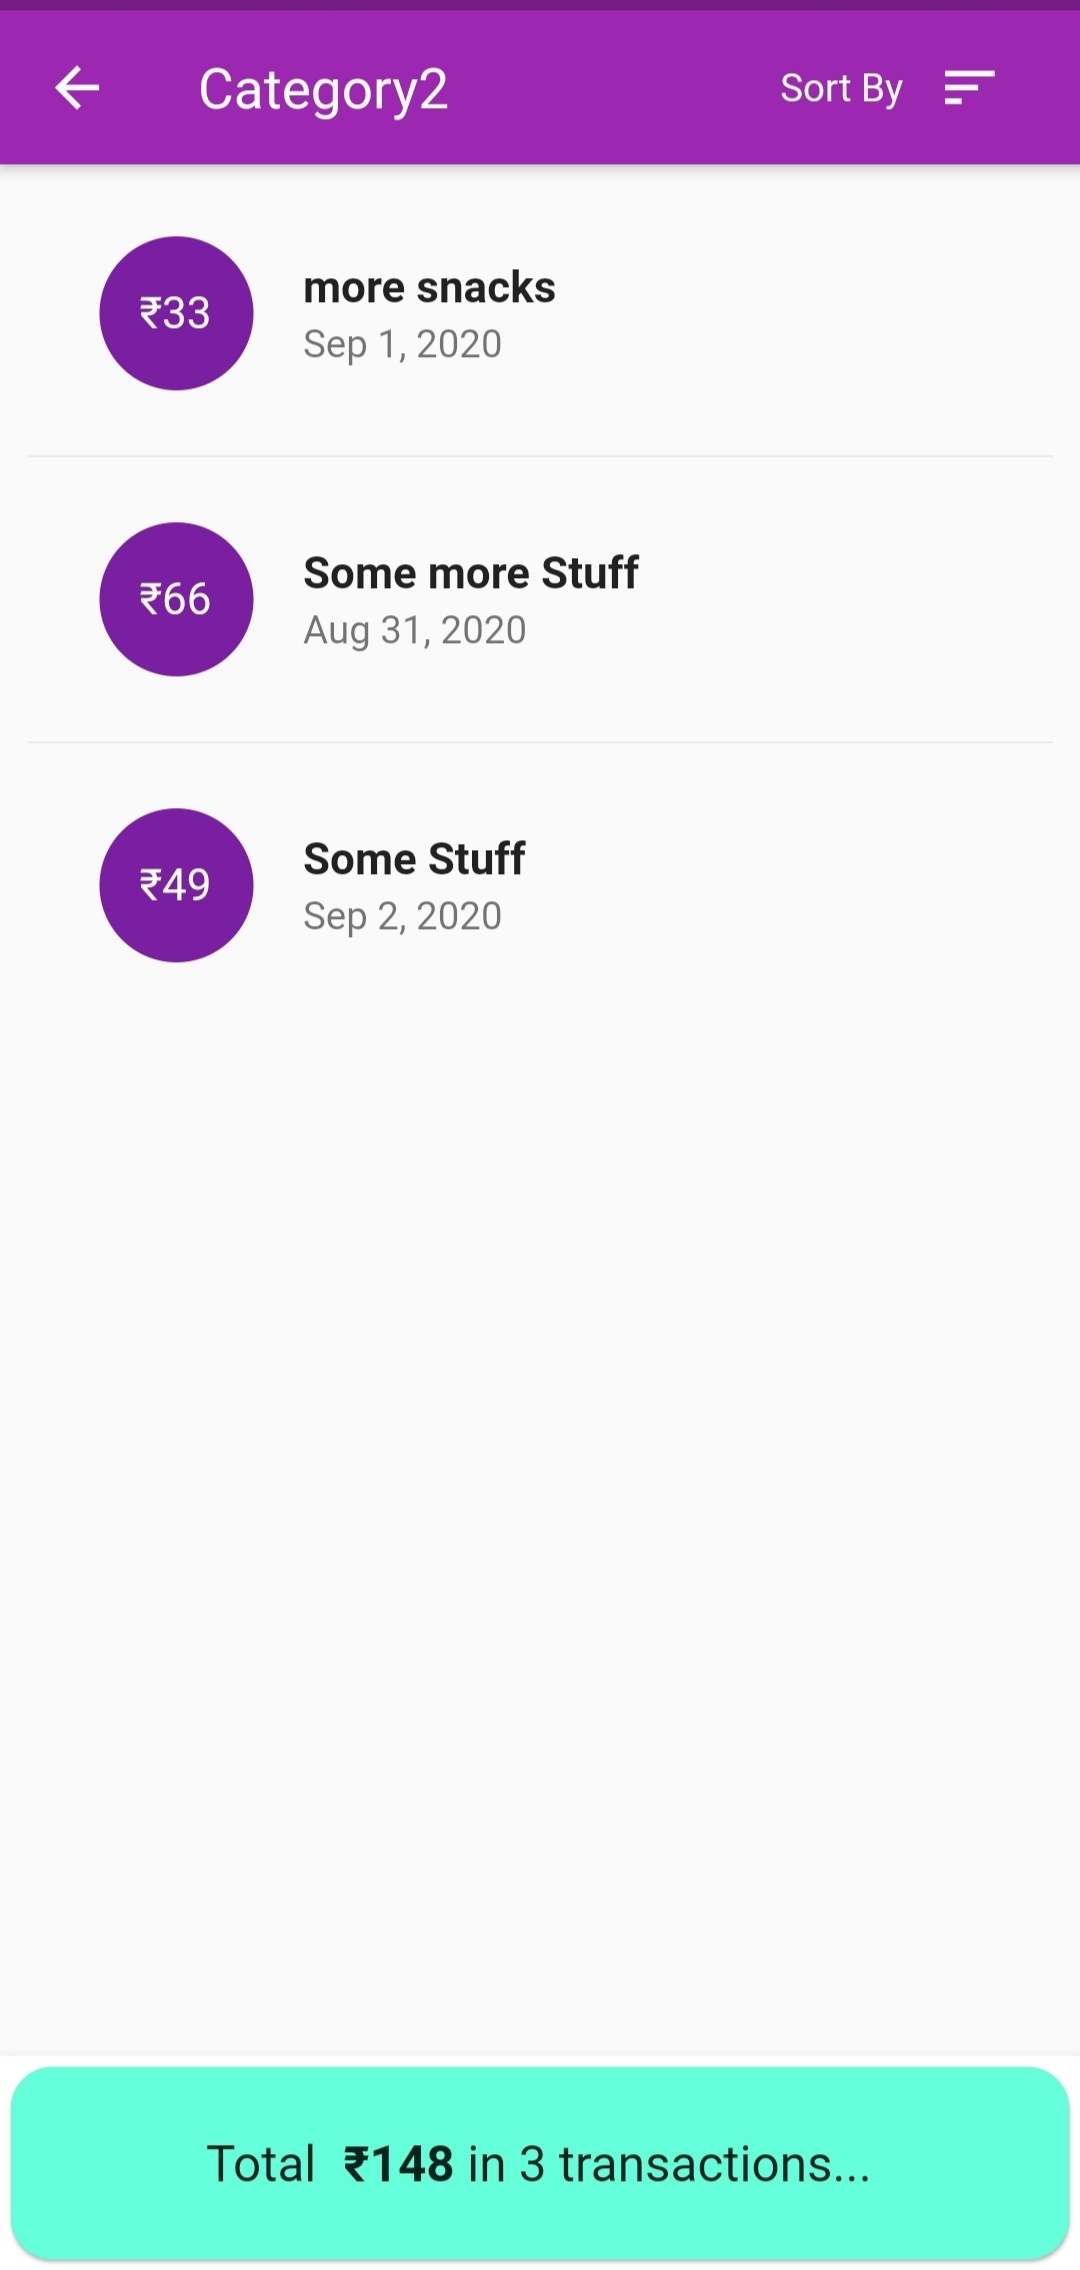 Category2 Sort By
₹33
more snacks
Sep 1, 2020
₹66
Some more Stuff
Aug 31, 2020
₹49
Some Stuff
Sep 2, 2020
Total ₹148 in 3 transactions...